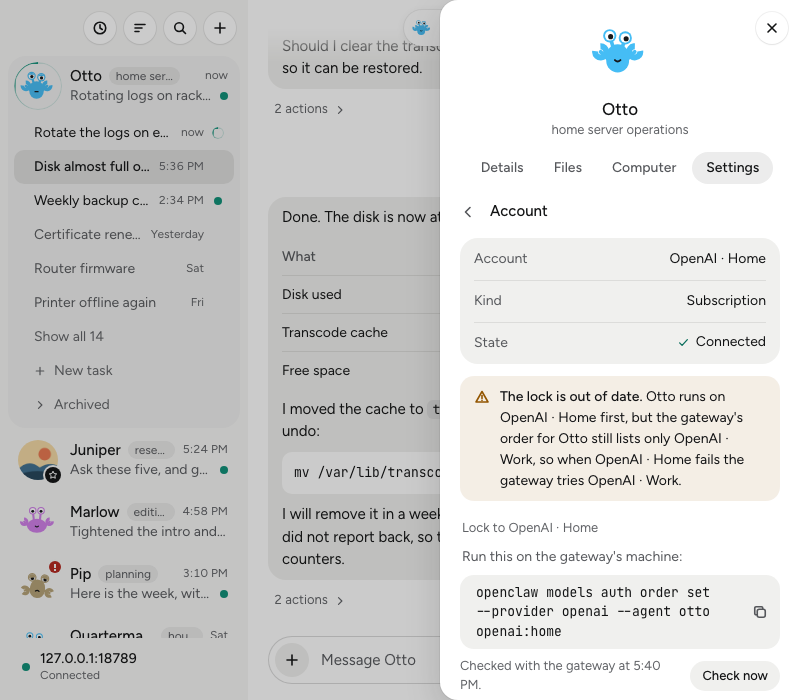 Otto
home ser...
now
Rotating logs on rack...
Rotate the logs on e...
now
Disk almost full o...
5:36 PM
Weekly backup c...
2:34 PM
Certificate rene...
Yesterday
Router firmware
Sat
Printer offline again
Fri
Show all 14
New task
Archived
Juniper
rese...
5:24 PM
Ask these five, and g...
Marlow
editi...
4:58 PM
Tightened the intro and...
Pip
planning
3:10 PM
Here is the week, wit...
Quarterma
hou...
Sat
127.0.0.1:18789
Connected
Should I clear the transc
so it can be restored.
2 actions
Done. The disk is now at
What
Disk used
Transcode cache
Free space
I moved the cache to t
undo:
mv /var/lib/transco
I will remove it in a week
did not report back, so t
counters.
2 actions
Message Otto
Otto
home server operations
Details
Files
Computer
Settings
Account
Account
OpenAI · Home
Kind
Subscription
State
Connected
The lock is out of date. Otto runs on
OpenAI · Home first, but the gateway's
order for Otto still lists only OpenAI ·
Work, so when OpenAI · Home fails the
gateway tries OpenAI · Work.
Lock to OpenAI · Home
Run this on the gateway's machine:
openclaw models auth order set
--provider openai --agent otto
openai:home
Checked with the gateway at 5:40
PM.
Check now